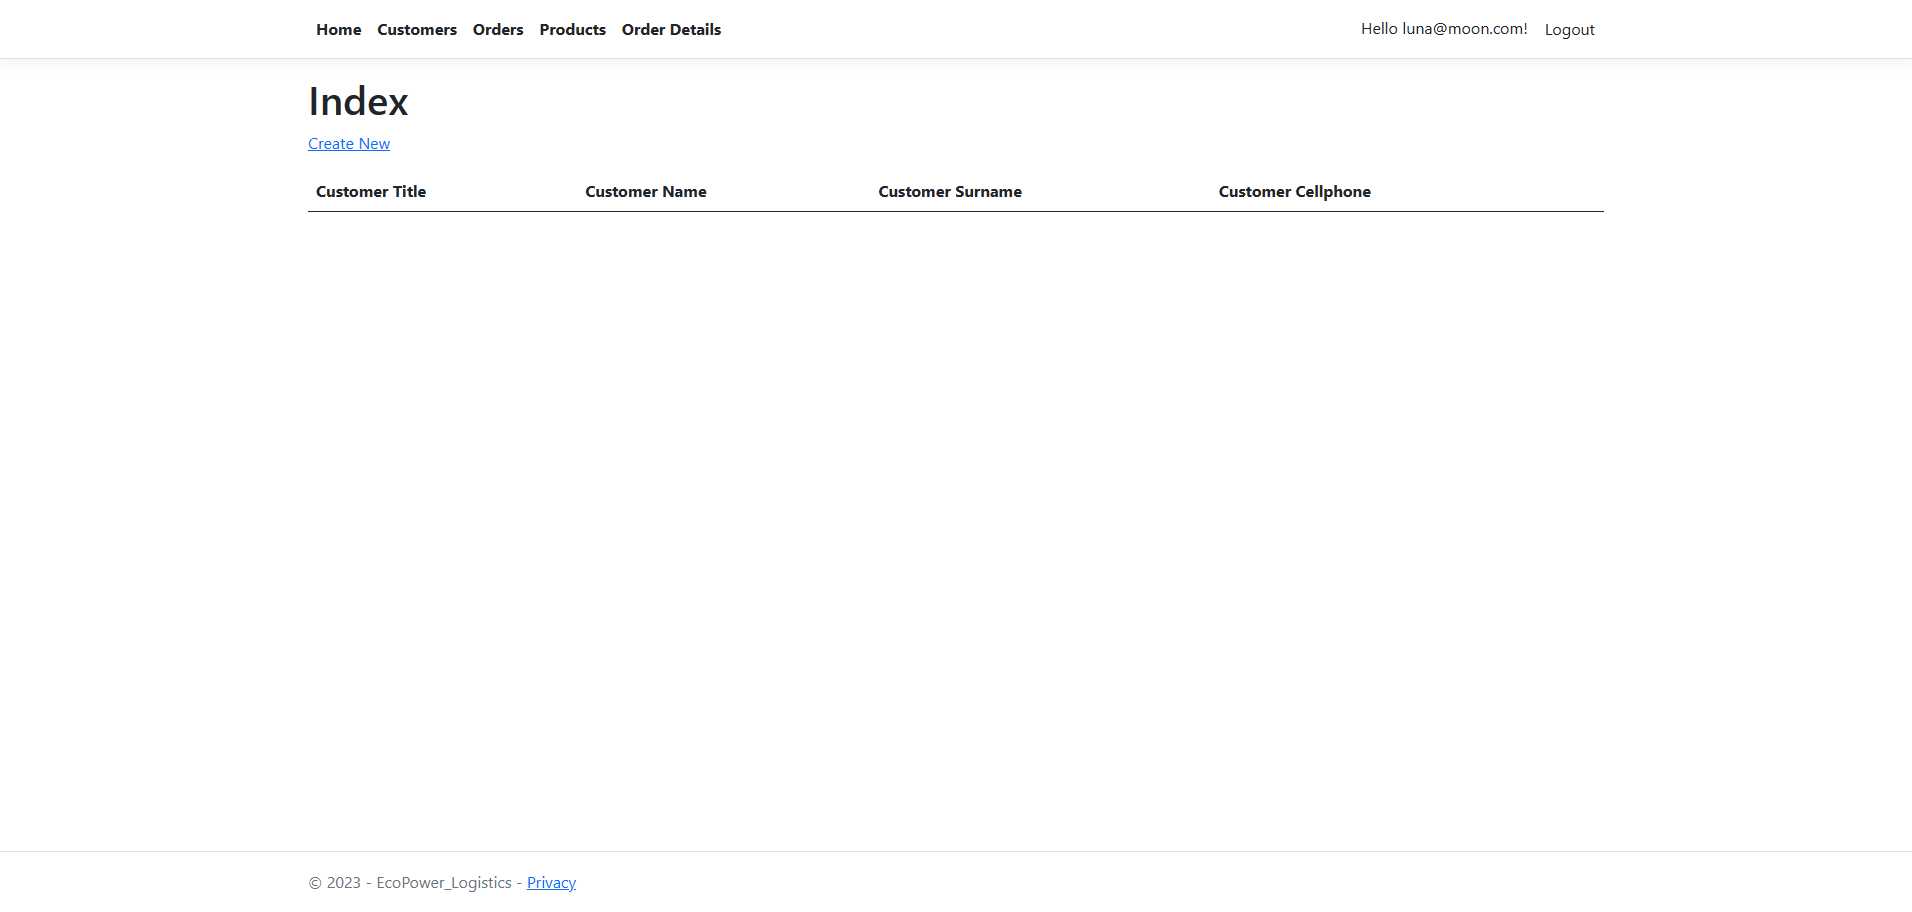 Home Customers Orders Products Order Details Hello luna@moon.com! Logout
Index
Create New
Customer Title Customer Name Customer Surname Customer Cellphone
© 2023 - EcoPower_Logistics - Privacy